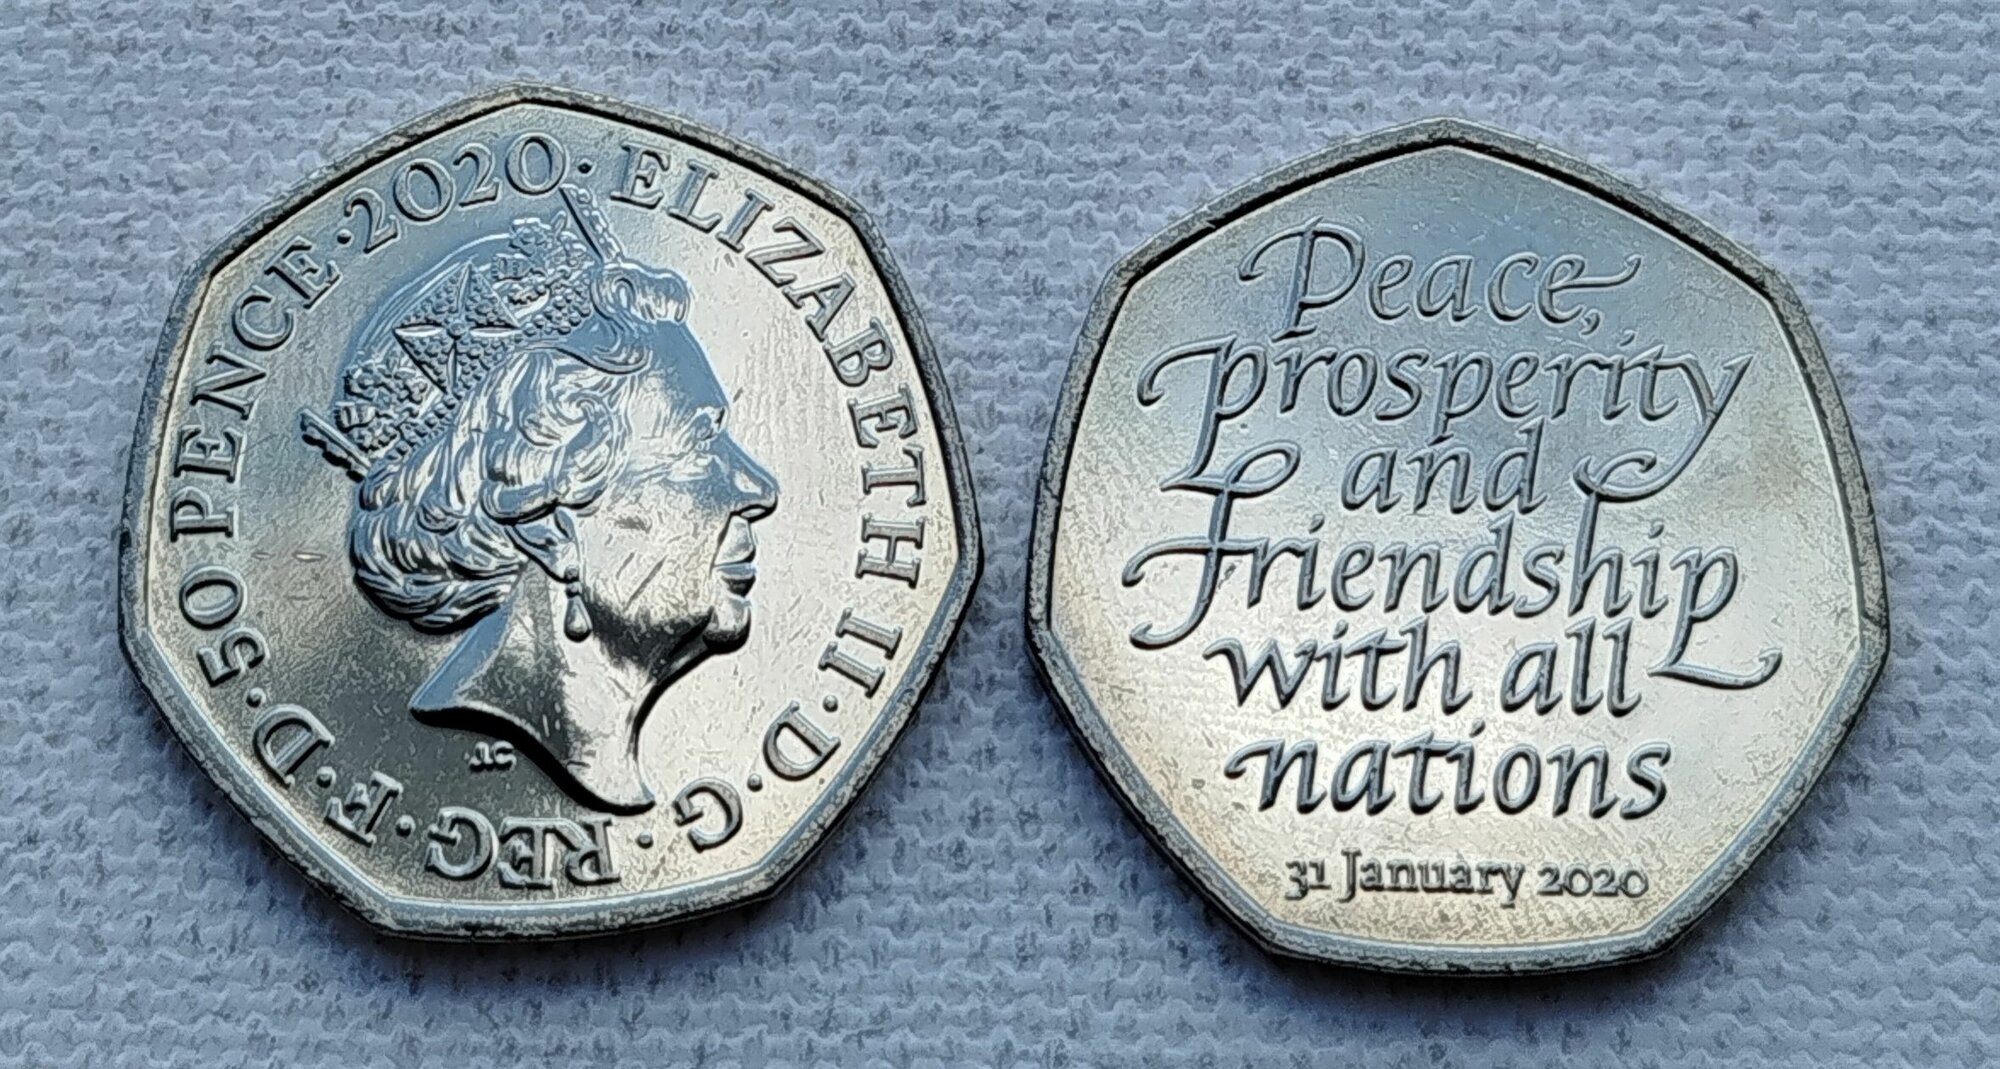 ELIZABETH II · D · G · REG · F · D · 50 PENCE · 2020 ·
JC
Peace,
prosperity
and
friendship
with all
nations
31 January 2020